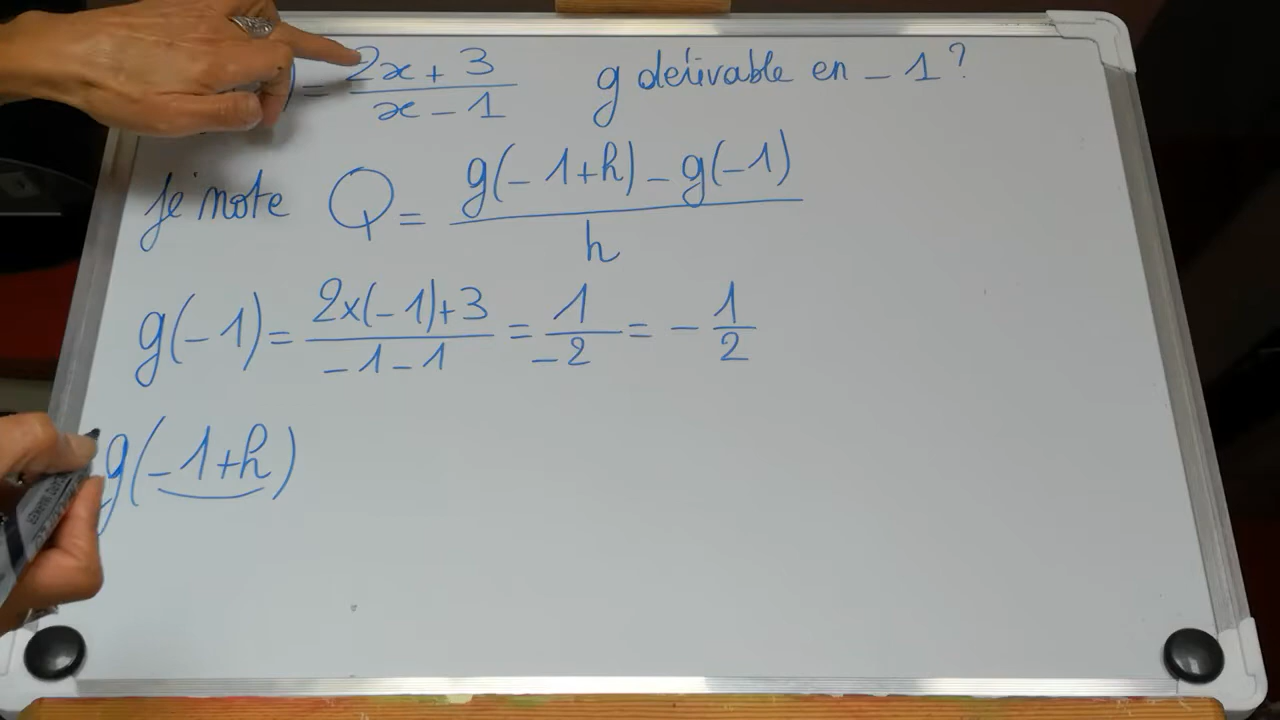 ) = (2x + 3)/(x - 1) g dérivable en - 1 ?
Je note Q = (g(-1+h) - g(-1))/h
g(-1) = (2x(-1)+3)/(-1-1) = 1/-2 = - 1/2
g(-1+h)